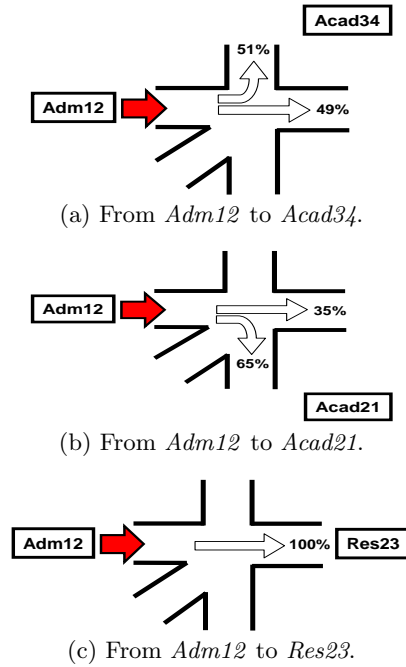 Acad34
51%
Adm12
49%
(a) From Adm12 to Acad34.
Adm12
35%
65%
Acad21
(b) From Adm12 to Acad21.
Adm12 100% Res23
(c) From Adm12 to Res23.